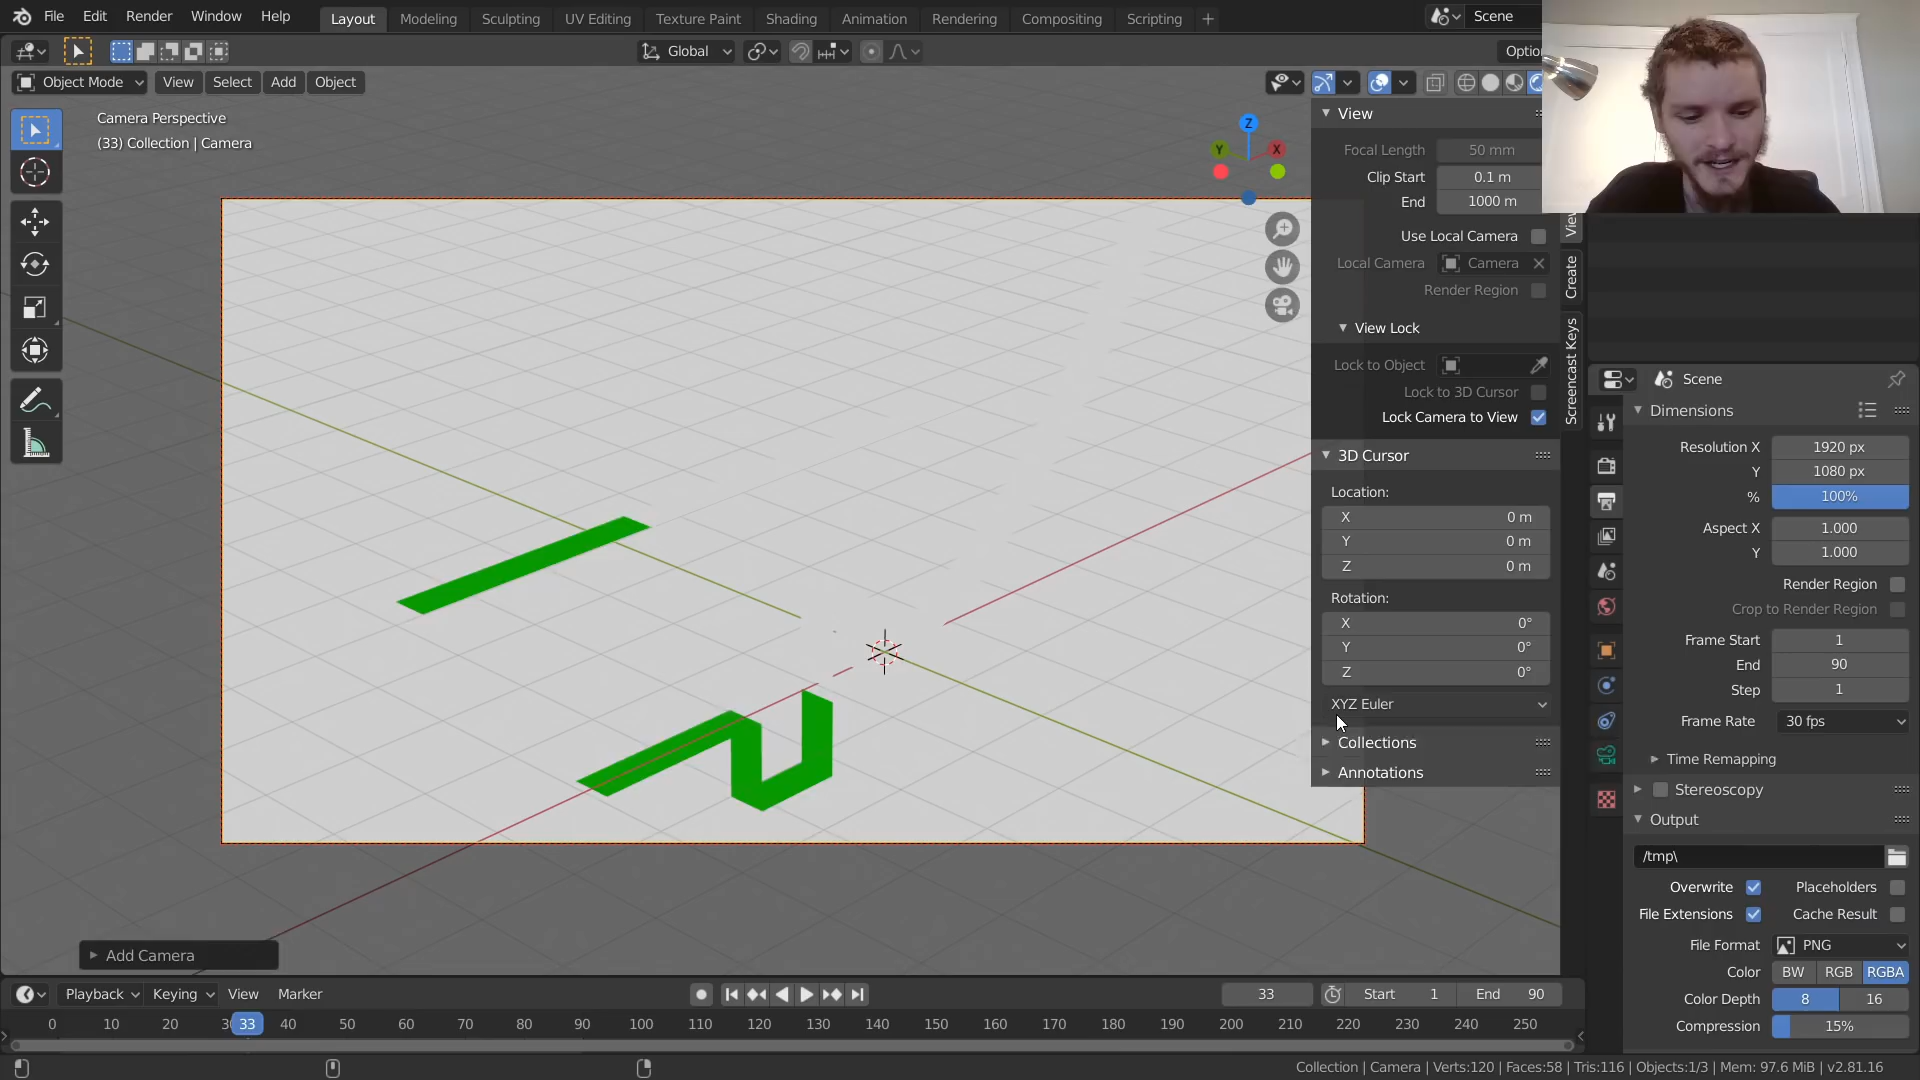 File Edit Render Window Help Layout Modeling Sculpting UV Editing Texture Paint Shading Animation Rendering Compositing Scripting + Scene
Global Optio
Object Mode View Select Add Object
Camera Perspective
(33) Collection | Camera
Z
Y
X
View
Focal Length 50 mm
Clip Start 0.1 m
End 1000 m
Use Local Camera
Local Camera Camera
Render Region
View Lock
Lock to Object
Lock to 3D Cursor
Lock Camera to View
3D Cursor
Location:
X 0 m
Y 0 m
Z 0 m
Rotation:
X 0°
Y 0°
Z 0°
XYZ Euler
Collections
Annotations
Create
Screencast Keys
Scene
Dimensions
Resolution X 1920 px
Y 1080 px
% 100%
Aspect X 1.000
Y 1.000
Render Region
Crop to Render Region
Frame Start 1
End 90
Step 1
Frame Rate 30 fps
Time Remapping
Stereoscopy
Output
/tmp\
Overwrite Placeholders
File Extensions Cache Result
File Format PNG
Color BW RGB RGBA
Color Depth 8 16
Compression 15%
Add Camera
Playback Keying View Marker 33 Start 1 End 90
0 10 20 33 40 50 60 70 80 90 100 110 120 130 140 150 160 170 180 190 200 210 220 230 240 250
Collection | Camera | Verts:120 | Faces:58 | Tris:116 | Objects:1/3 | Mem: 97.6 MiB | v2.81.16